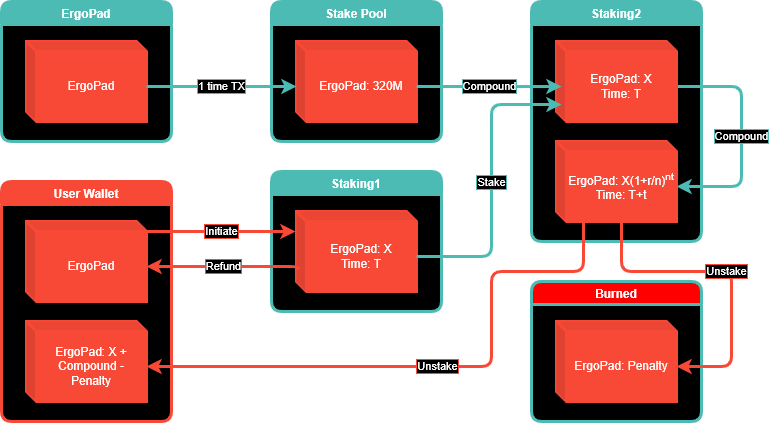 ErgoPad
ErgoPad
1 time TX
Stake Pool
ErgoPad: 320M
Compound
Staking2
ErgoPad: X
Time: T
Compound
ErgoPad: X(1+r/n)^nt
Time: T+t
User Wallet
ErgoPad
Initiate
Refund
Staking1
ErgoPad: X
Time: T
Stake
Unstake
Burned
ErgoPad: Penalty
Unstake
ErgoPad: X +
Compound -
Penalty